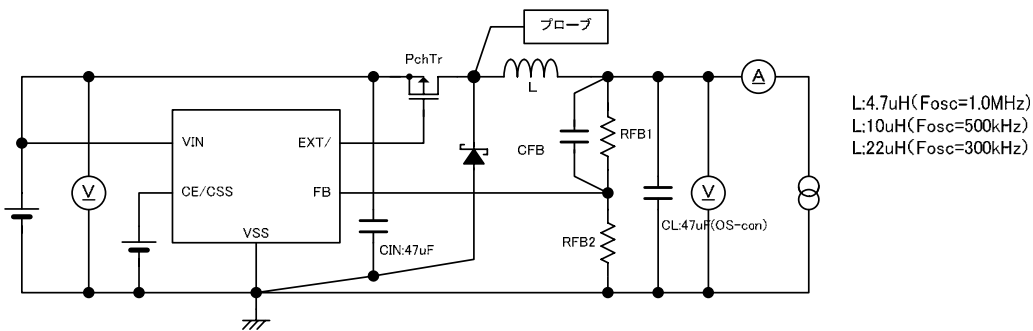 プローブ
PchTr
L
A
L:4.7uH(Fosc=1.0MHz)
L:10uH(Fosc=500kHz)
L:22uH(Fosc=300kHz)
VIN
EXT/
RFB1
CFB
V
CE/CSS
FB
V
VSS
CIN:47uF
RFB2
CL:47uF(OS-con)